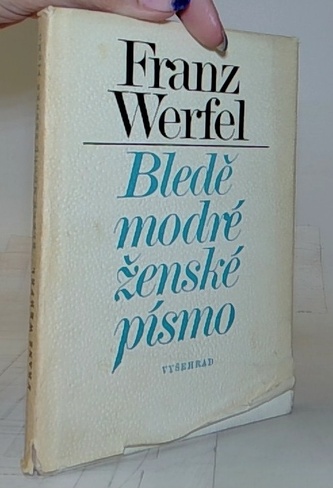 Franz
Werfel
Bledě
modré
ženské
písmo
VYŠEHRAD